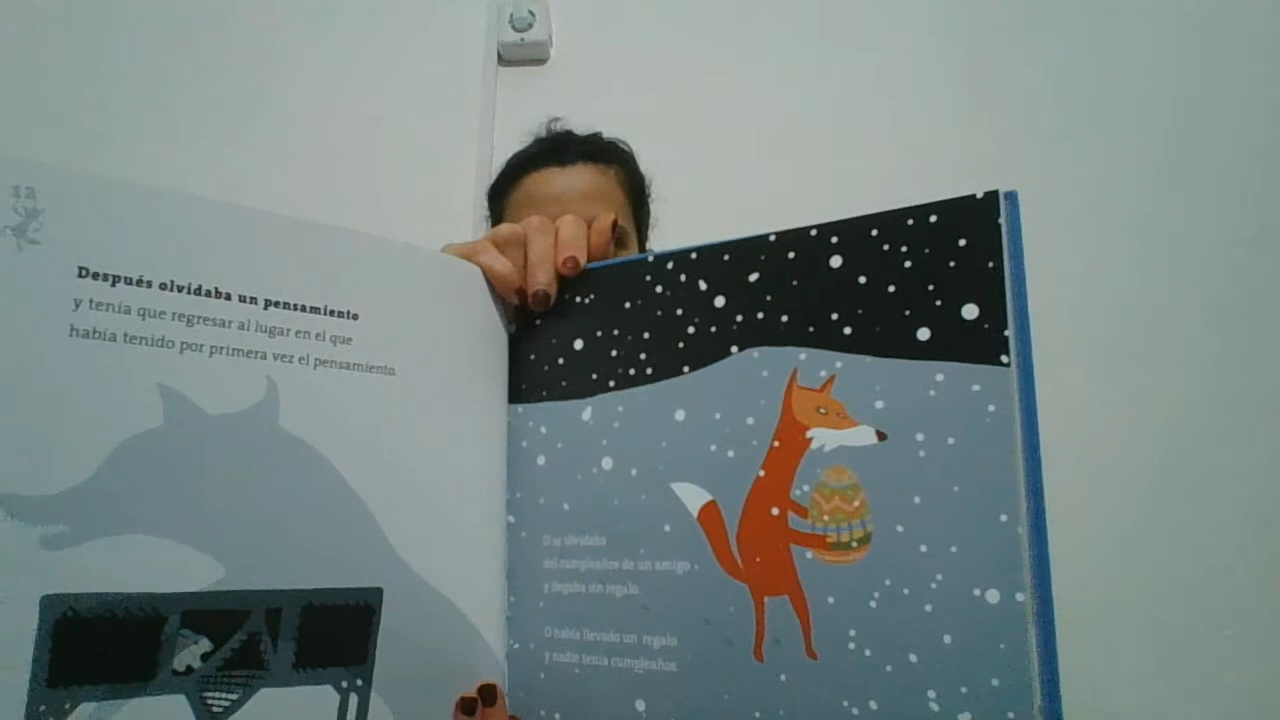 12
Después olvidaba un pensamiento
y tenía que regresar al lugar en el que
había tenido por primera vez el pensamiento.
O se olvidaba
del cumpleaños de un amigo
y llegaba sin regalo.
O había llevado un regalo
y nadie tenía cumpleaños.